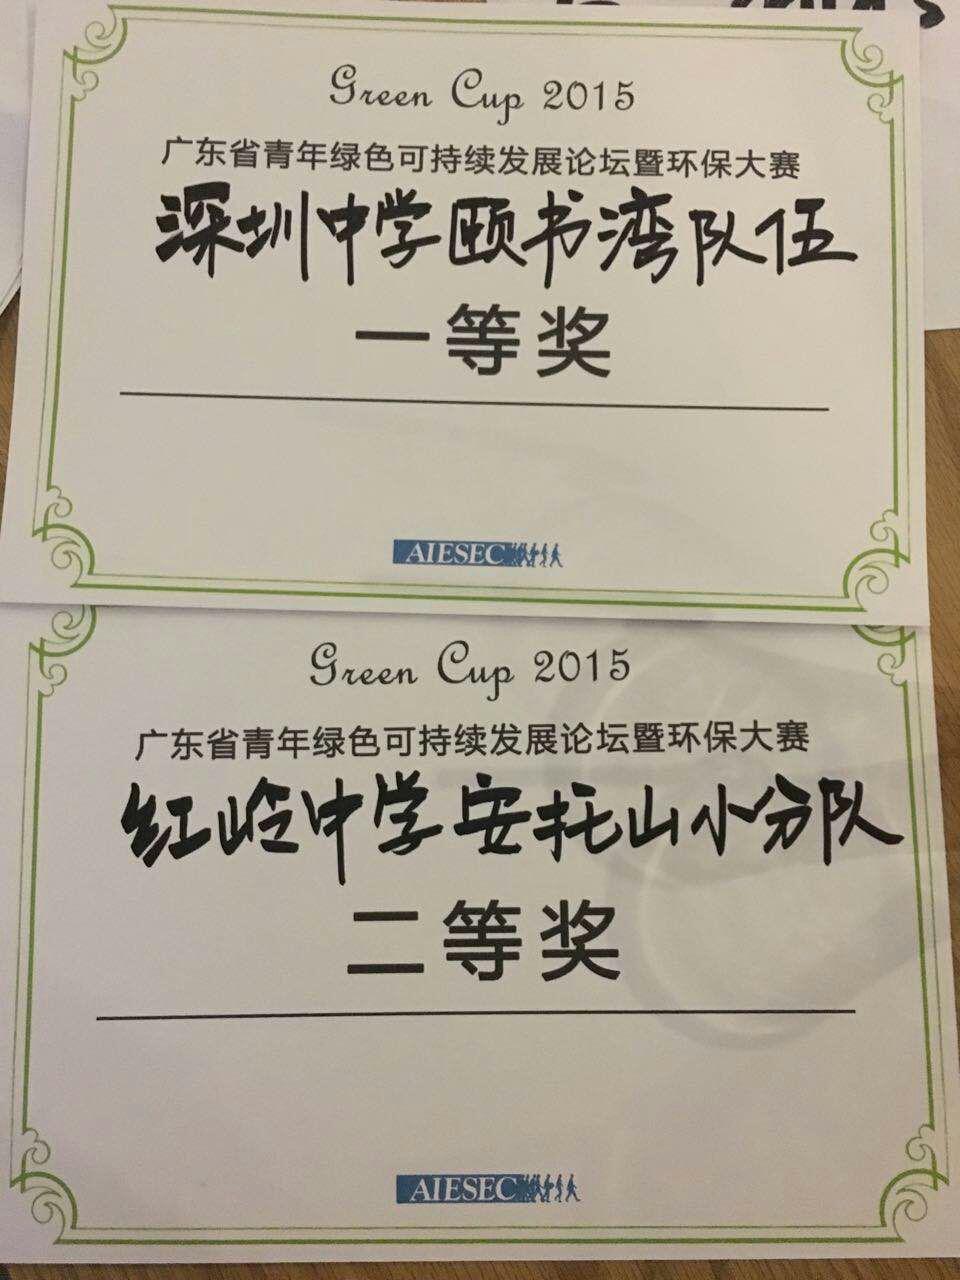 Green Cup 2015
广东省青年绿色可持续发展论坛暨环保大赛
深圳中学颐书湾队伍
一等奖
AIESEC
Green Cup 2015
广东省青年绿色可持续发展论坛暨环保大赛
红岭中学安托山小分队
二等奖
AIESEC